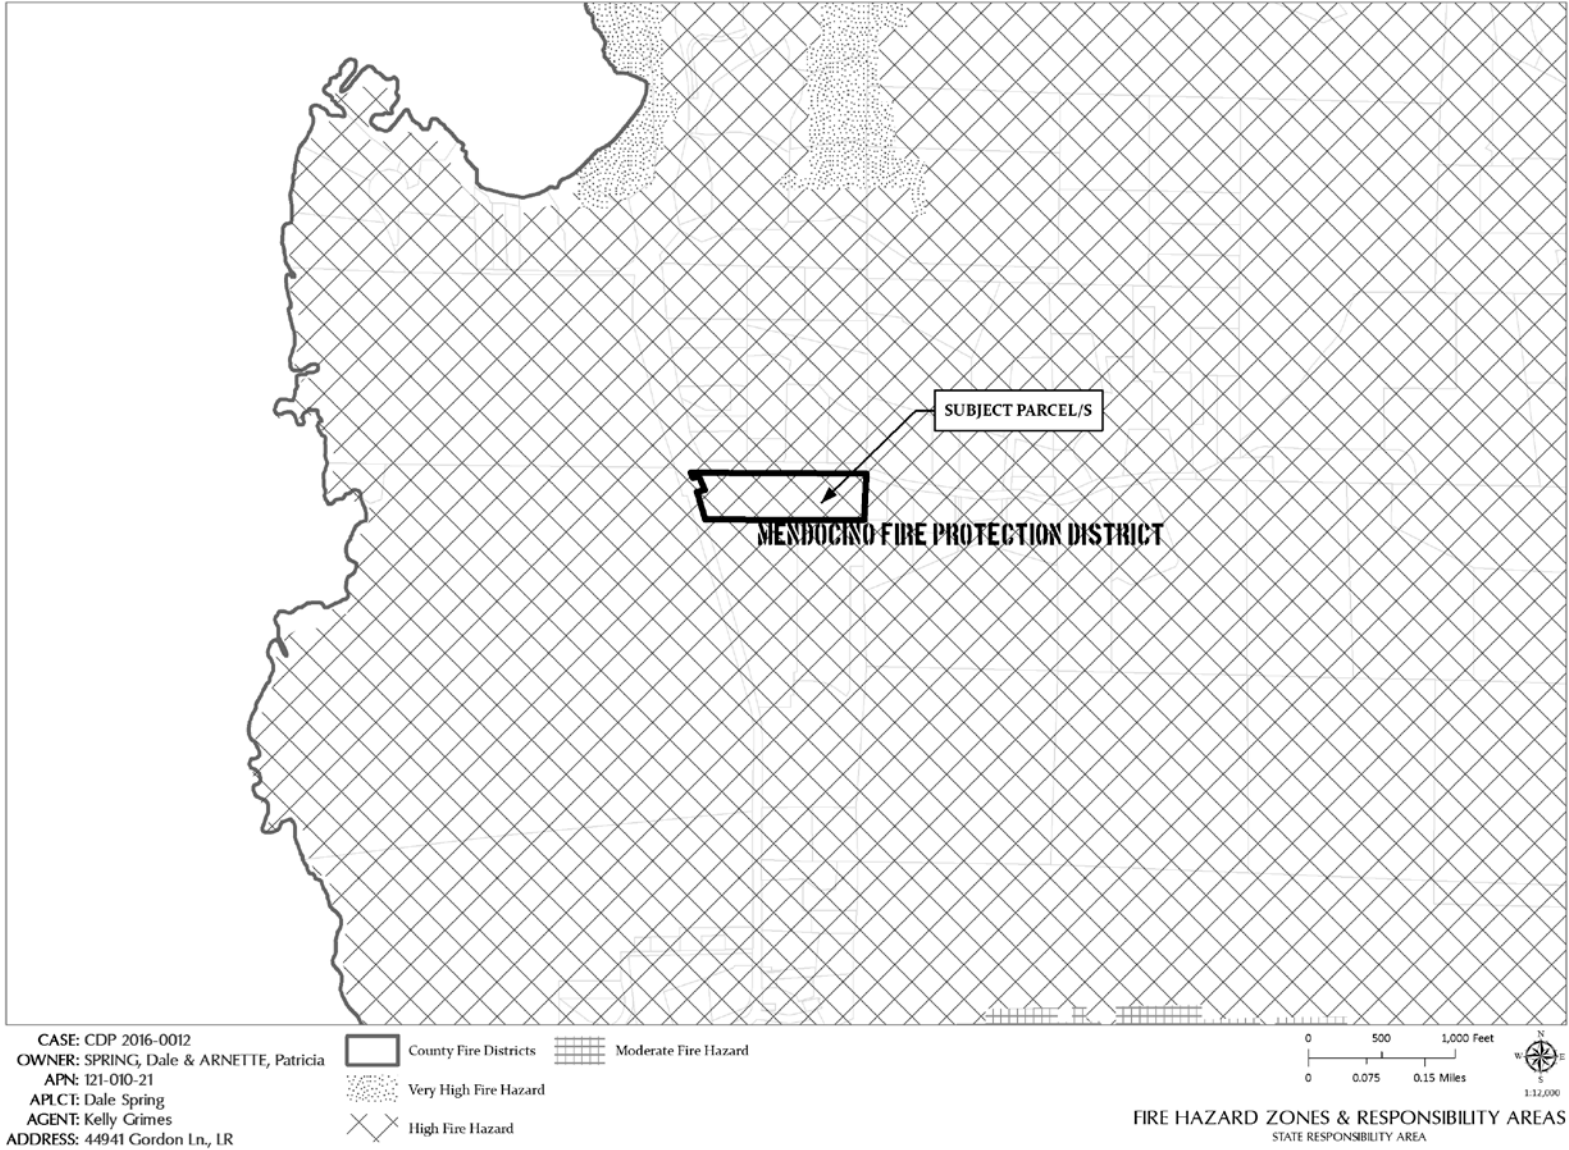 SUBJECT PARCEL/S
MENDOCINO FIRE PROTECTION DISTRICT
CASE: CDP 2016-0012
OWNER: SPRING, Dale & ARNETTE, Patricia
APN: 121-010-21
APLCT: Dale Spring
AGENT: Kelly Grimes
ADDRESS: 44941 Gordon Ln., LR
County Fire Districts
Very High Fire Hazard
High Fire Hazard
Moderate Fire Hazard
0 500 1,000 Feet
0 0.075 0.15 Miles
N
W E
S
1:12,000
FIRE HAZARD ZONES & RESPONSIBILITY AREAS
STATE RESPONSIBILITY AREA